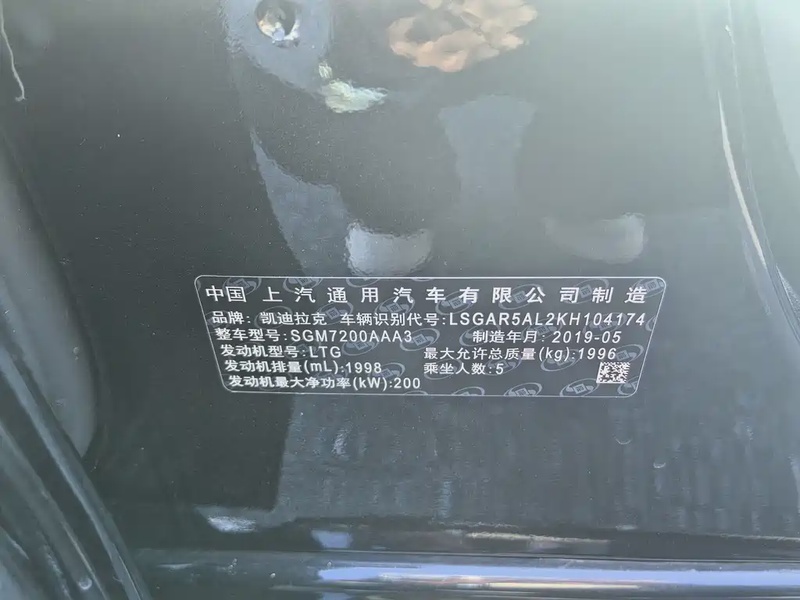 中国 上汽通用汽车有限公司制造
品牌: 凯迪拉克 车辆识别代号:LSGAR5AL2KH104174
整车型号:SGM7200AAA3 制造年月:2019-05
发动机型号:LTG 最大允许总质量(kg):1996
发动机排量(mL):1998 乘坐人数:5
发动机最大净功率(kW):200